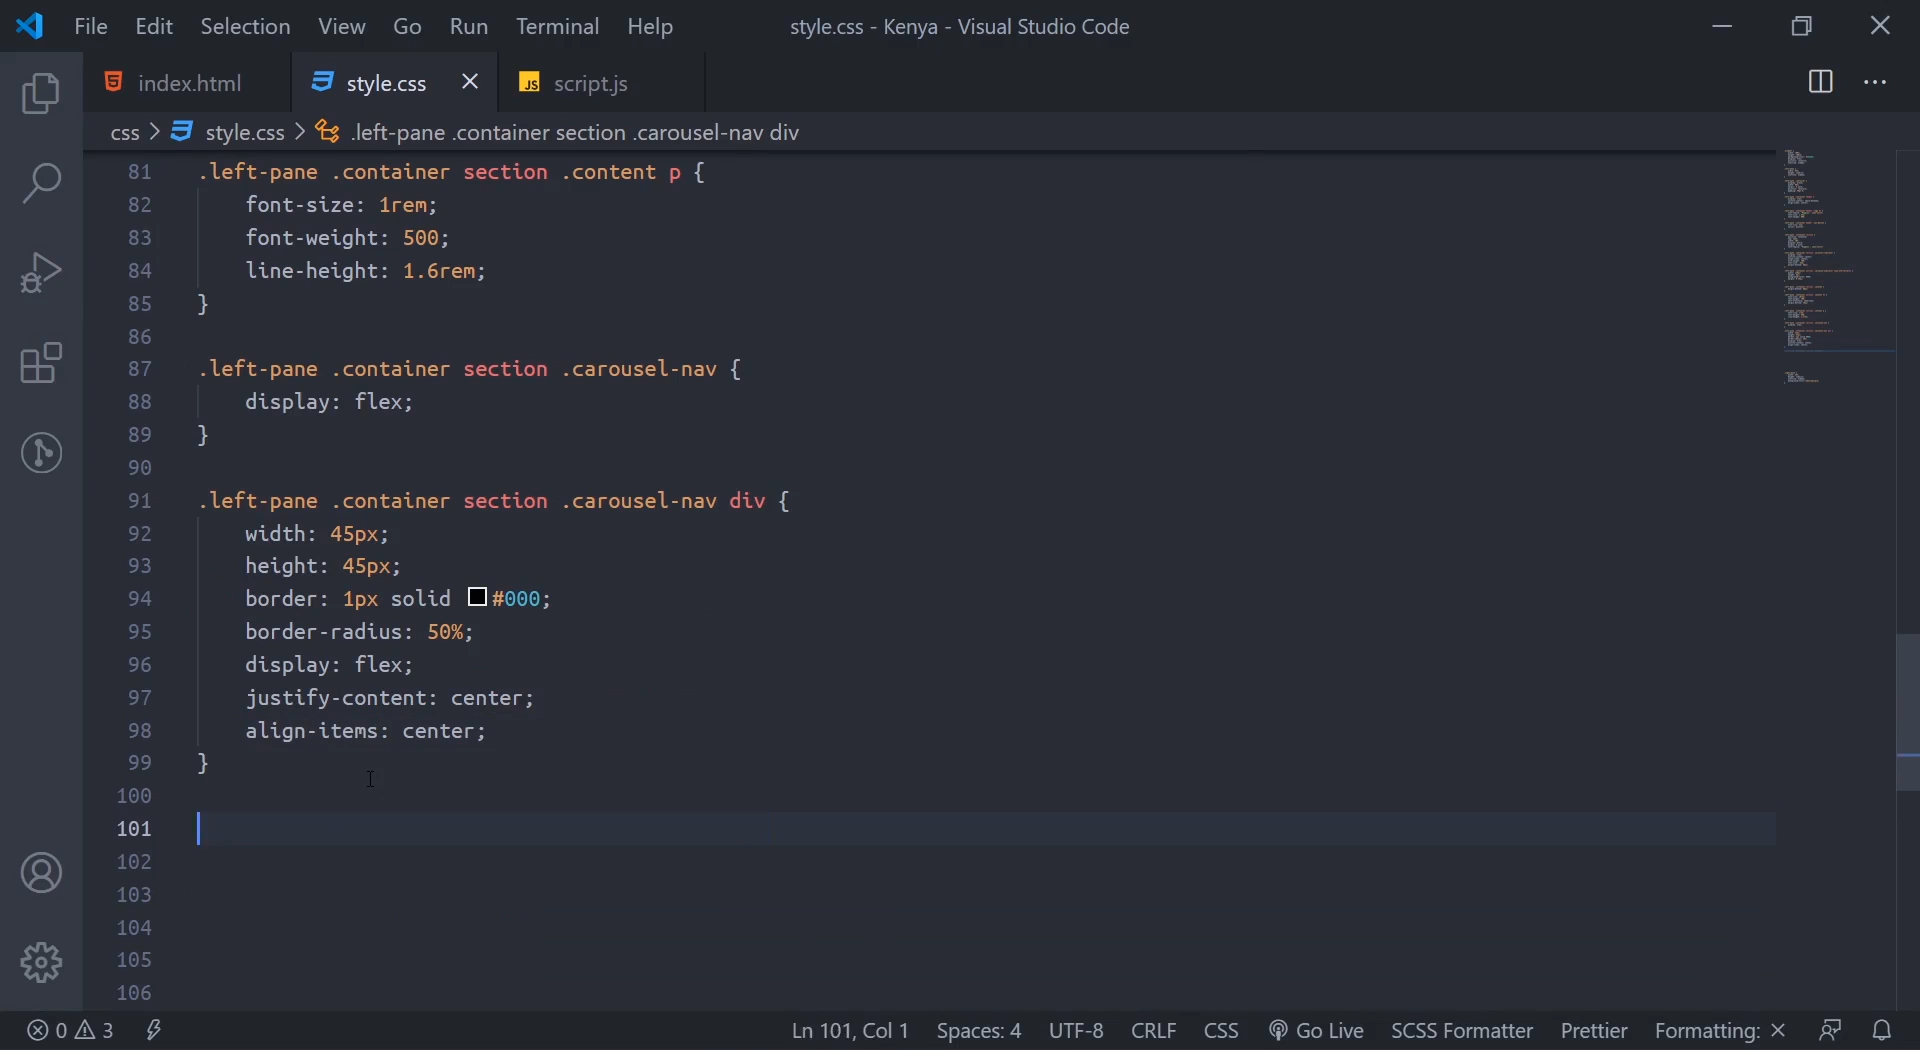 File Edit Selection View Go Run Terminal Help style.css - Kenya - Visual Studio Code
index.html style.css JS script.js
css > style.css > .left-pane .container section .carousel-nav div
81 .left-pane .container section .content p {
82 font-size: 1rem;
83 font-weight: 500;
84 line-height: 1.6rem;
85 }
86
87 .left-pane .container section .carousel-nav {
88 display: flex;
89 }
90
91 .left-pane .container section .carousel-nav div {
92 width: 45px;
93 height: 45px;
94 border: 1px solid #000;
95 border-radius: 50%;
96 display: flex;
97 justify-content: center;
98 align-items: center;
99 }
100
101
102
103
104
105
106
0 3 Ln 101, Col 1 Spaces: 4 UTF-8 CRLF CSS Go Live SCSS Formatter Prettier Formatting: ×